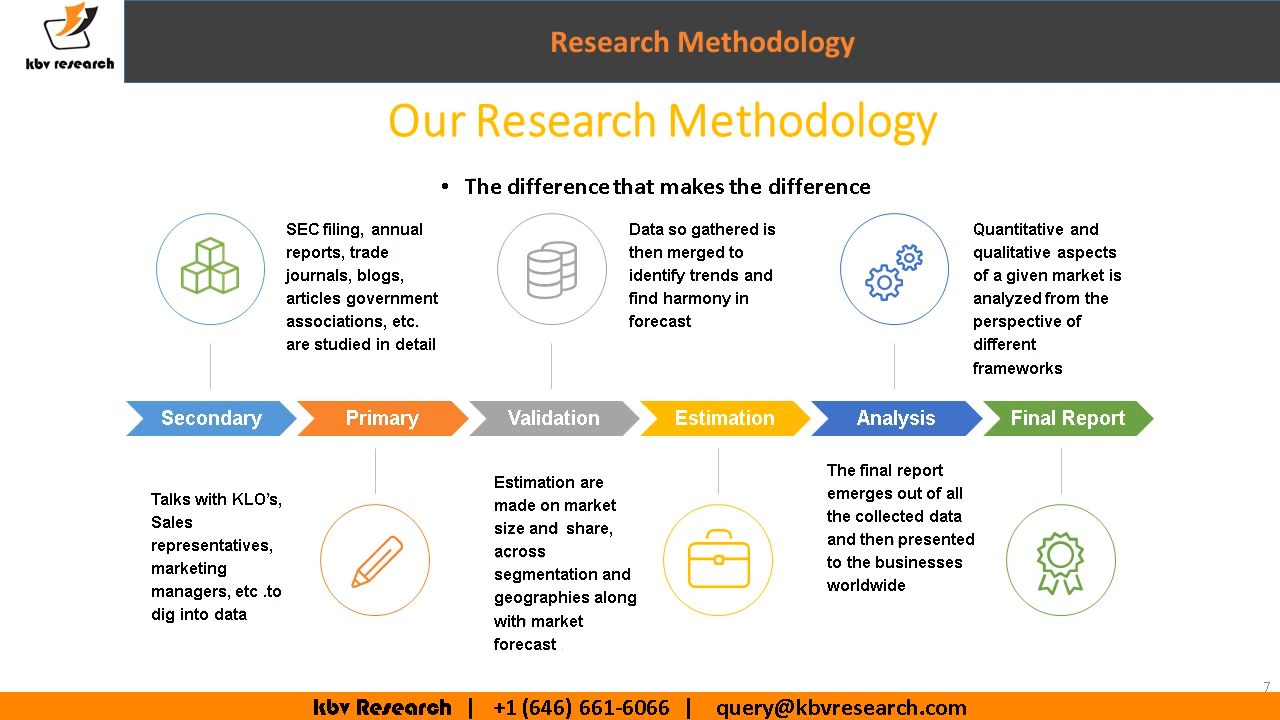 kbv research
Research Methodology
Our Research Methodology
• The difference that makes the difference
SEC filing, annual
reports, trade
journals, blogs,
articles government
associations, etc.
are studied in detail
Data so gathered is
then merged to
identify trends and
find harmony in
forecast
Quantitative and
qualitative aspects
of a given market is
analyzed from the
perspective of
different
frameworks
Secondary
Primary
Validation
Estimation
Analysis
Final Report
Talks with KLO's,
Sales
representatives,
marketing
managers, etc .to
dig into data
Estimation are
made on market
size and share,
across
segmentation and
geographies along
with market
forecast
The final report
emerges out of all
the collected data
and then presented
to the businesses
worldwide
7
kbv Research | +1 (646) 661-6066 | query@kbvresearch.com